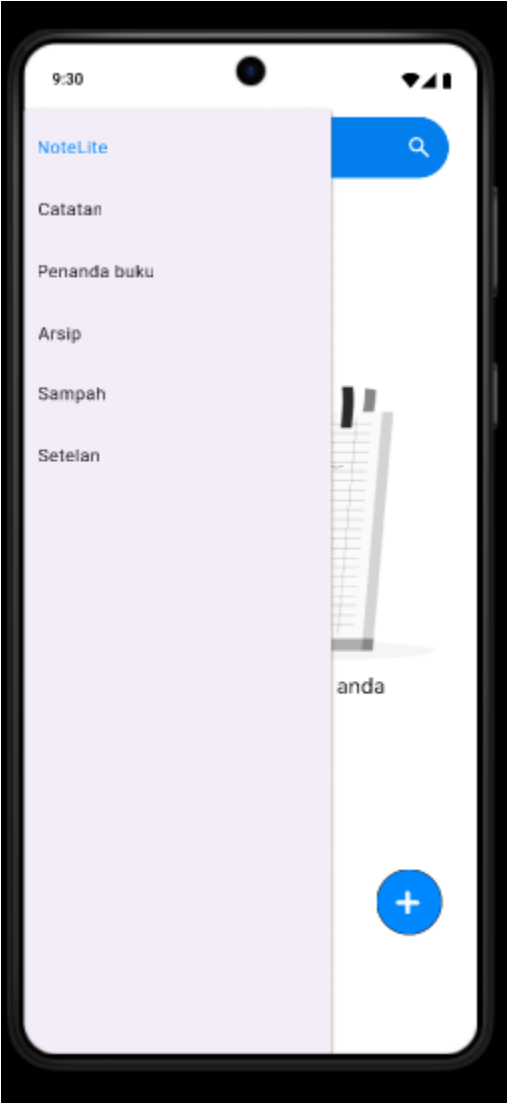 9:30
NoteLite
Catatan
Penanda buku
Arsip
Sampah
Setelan
anda